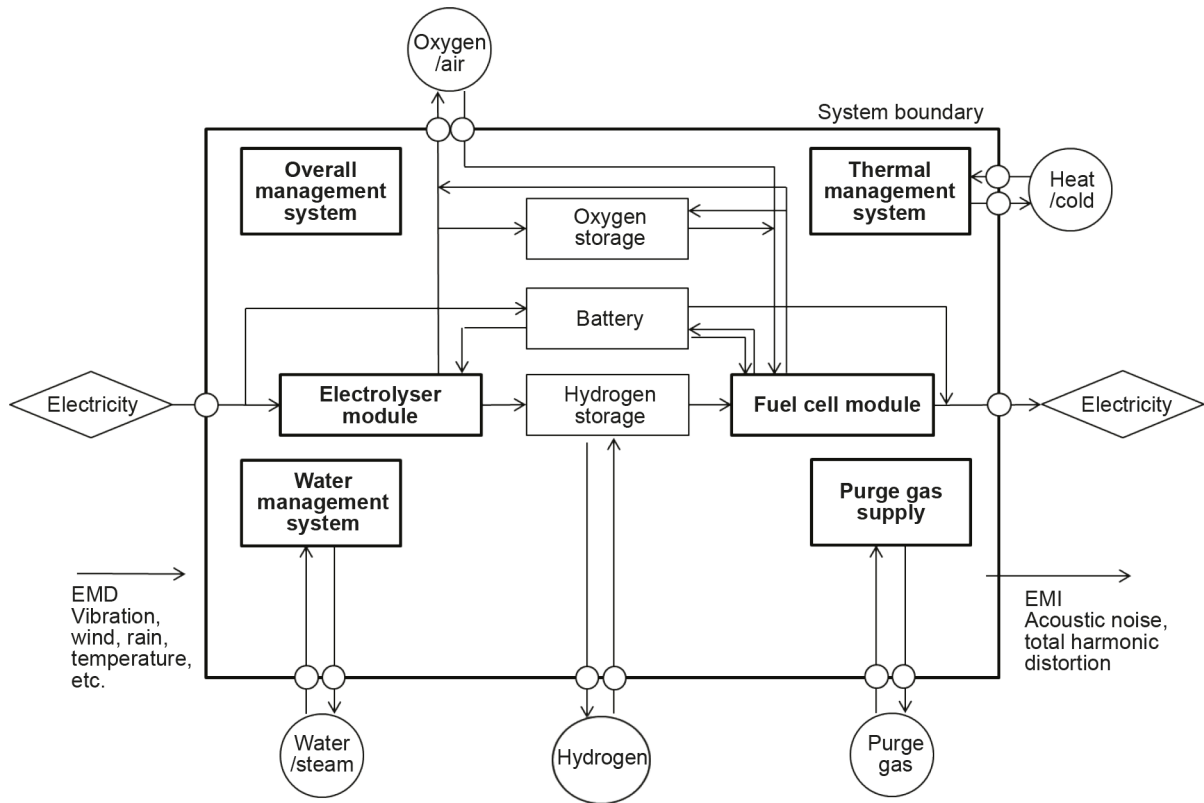 Oxygen
/air
System boundary
Overall
management
system
Thermal
management
system
Heat
/cold
Oxygen
storage
Battery
Electricity
Electrolyser
module
Hydrogen
storage
Fuel cell module
Electricity
Water
management
system
Purge gas
supply
EMD
Vibration,
wind, rain,
temperature,
etc.
EMI
Acoustic noise,
total harmonic
distortion
Water
/steam
Hydrogen
Purge
gas